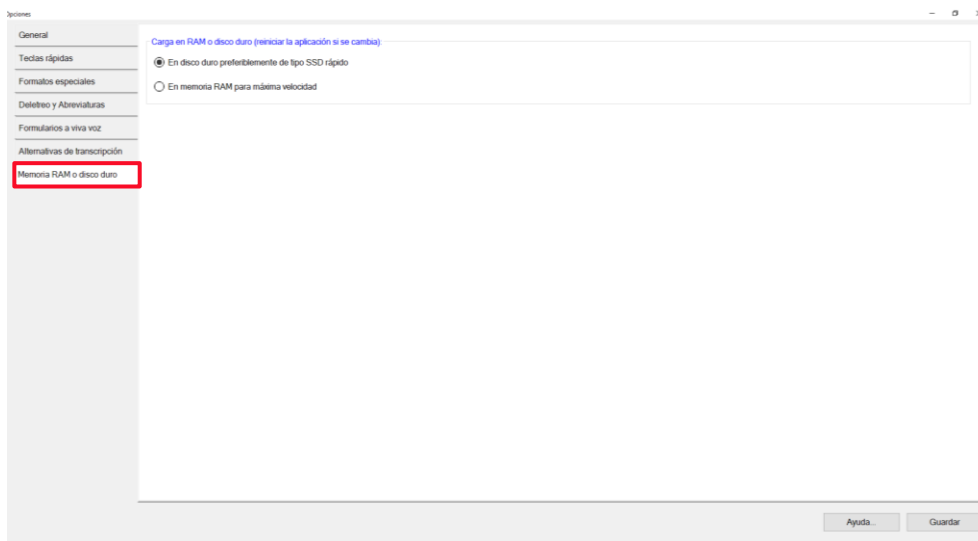 Opciones
General
Teclas rápidas
Formatos especiales
Deletreo y Abreviaturas
Formularios a viva voz
Alternativas de transcripción
Memoria RAM o disco duro
Carga en RAM o disco duro (reiniciar la aplicación si se cambia):
En disco duro preferiblemente de tipo SSD rápido
En memoria RAM para máxima velocidad
Ayuda...
Guardar